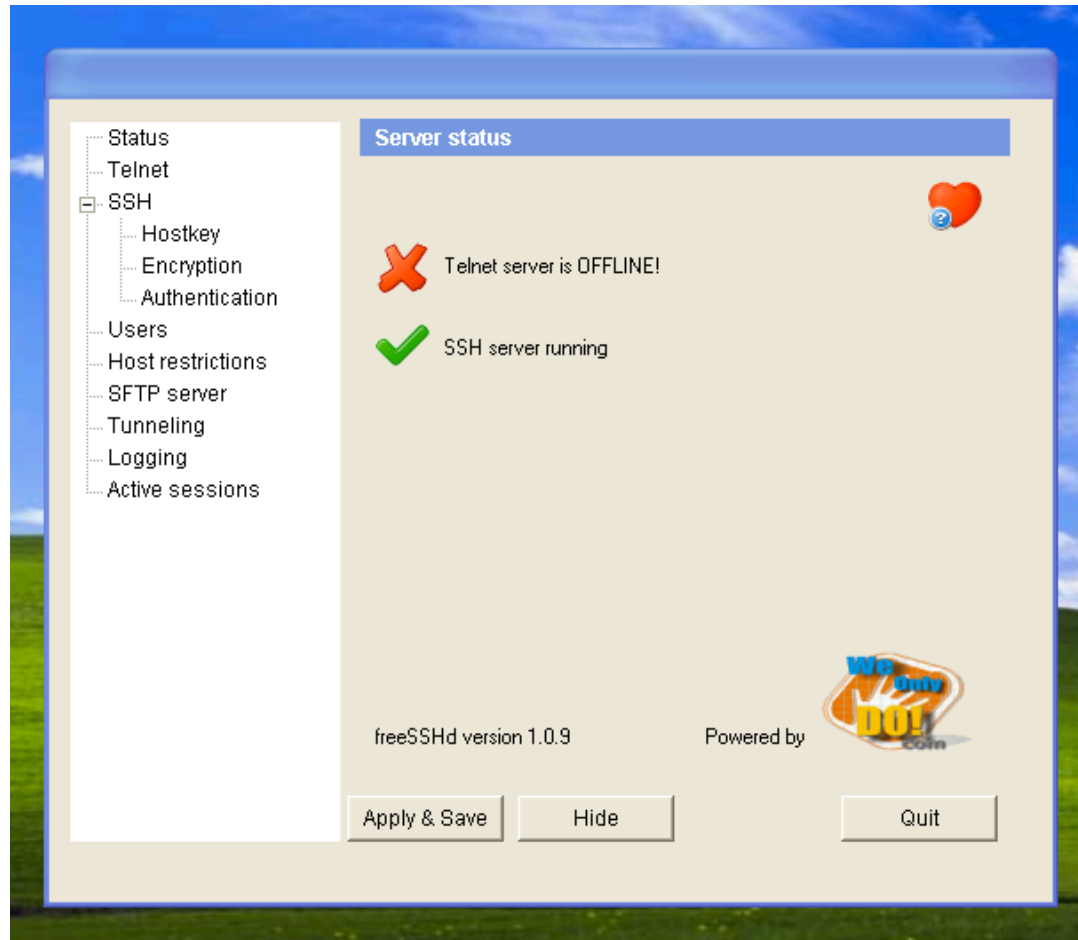 Status
Telnet
SSH
Hostkey
Encryption
Authentication
Users
Host restrictions
SFTP server
Tunneling
Logging
Active sessions
Server status
?
Telnet server is OFFLINE!
SSH server running
freeSSHd version 1.0.9
Powered by
We
Only
DO!
.com
Apply & Save
Hide
Quit